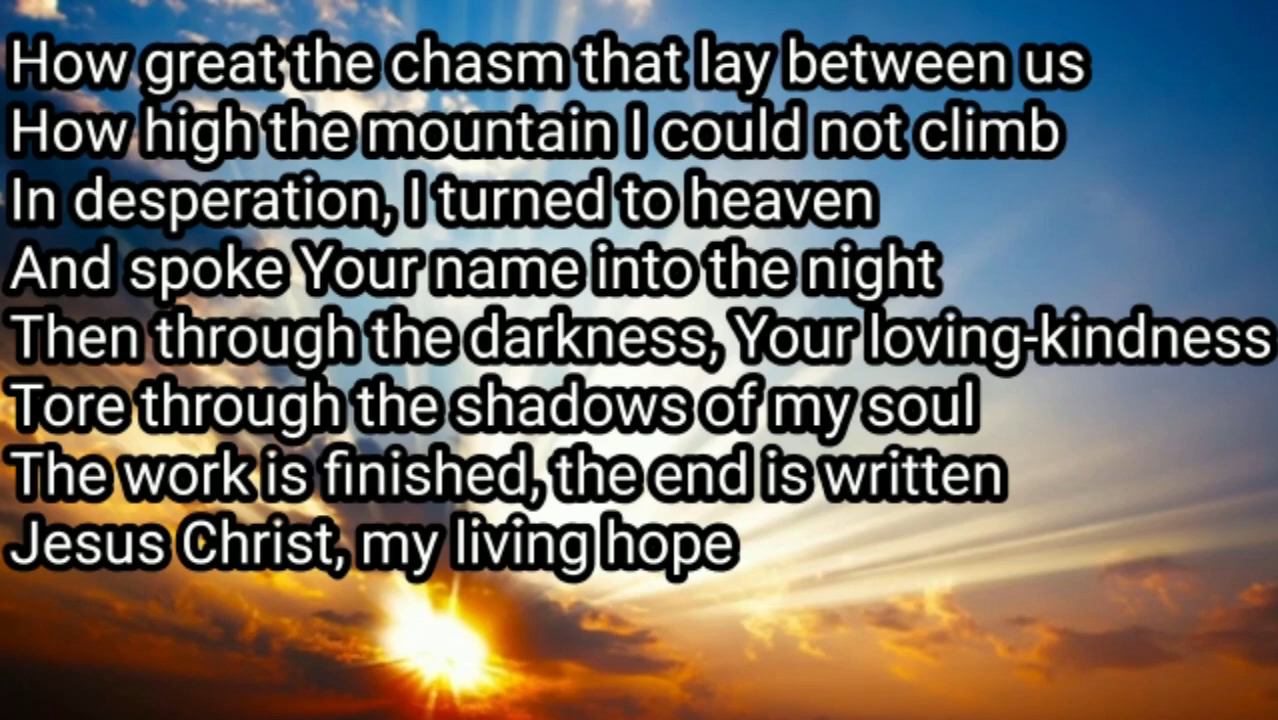 How great the chasm that lay between us
How high the mountain I could not climb
In desperation, I turned to heaven
And spoke Your name into the night
Then through the darkness, Your loving-kindness
Tore through the shadows of my soul
The work is finished, the end is written
Jesus Christ, my living hope